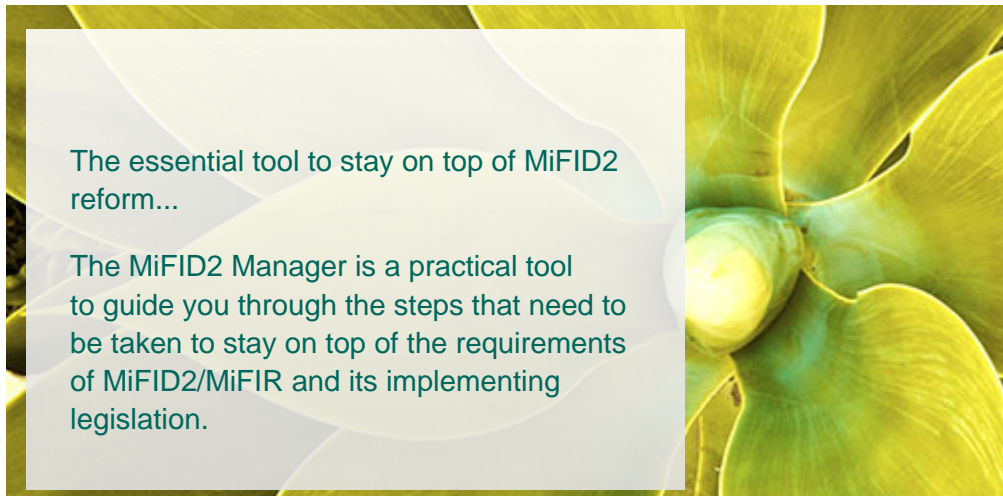 The essential tool to stay on top of MiFID2
reform...
The MiFID2 Manager is a practical tool
to guide you through the steps that need to
be taken to stay on top of the requirements
of MiFID2/MiFIR and its implementing
legislation.